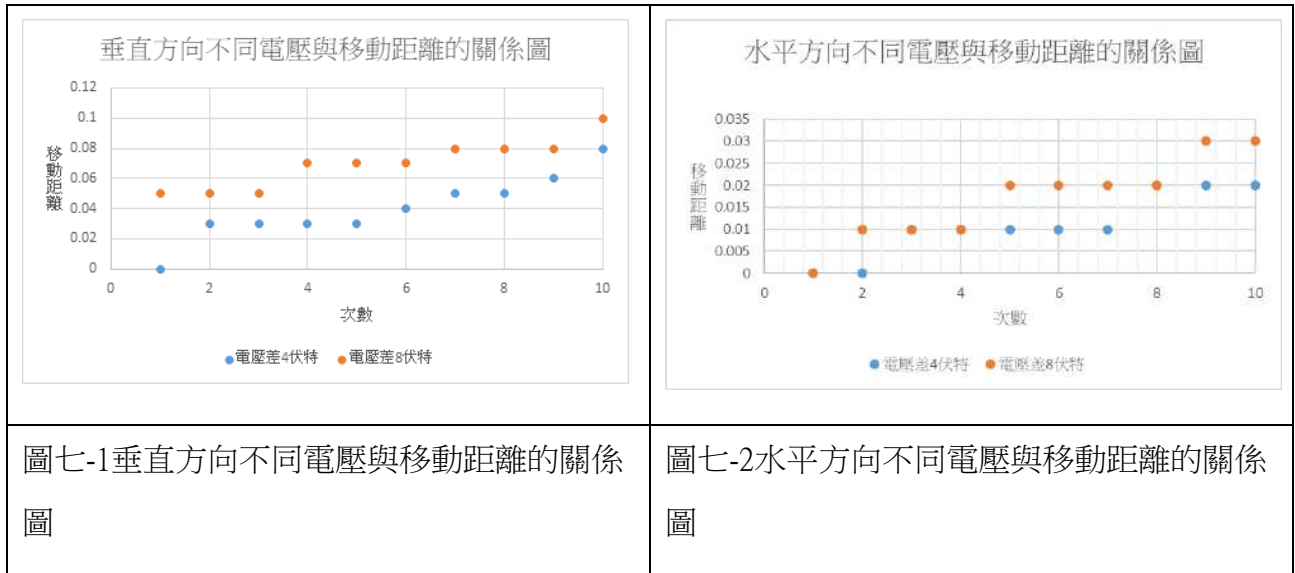 垂直方向不同電壓與移動距離的關係圖
0.12
0.1
0.08
0.06
0.04
0.02
0
移動距離
0 2 4 6 8 10
次數
電壓差4伏特 電壓差8伏特
水平方向不同電壓與移動距離的關係圖
0.035
0.03
0.025
0.02
0.015
0.01
0.005
0
移動距離
0 2 4 6 8 10
次數
電壓差4伏特 電壓差8伏特
圖七-1垂直方向不同電壓與移動距離的關係
圖
圖七-2水平方向不同電壓與移動距離的關係
圖